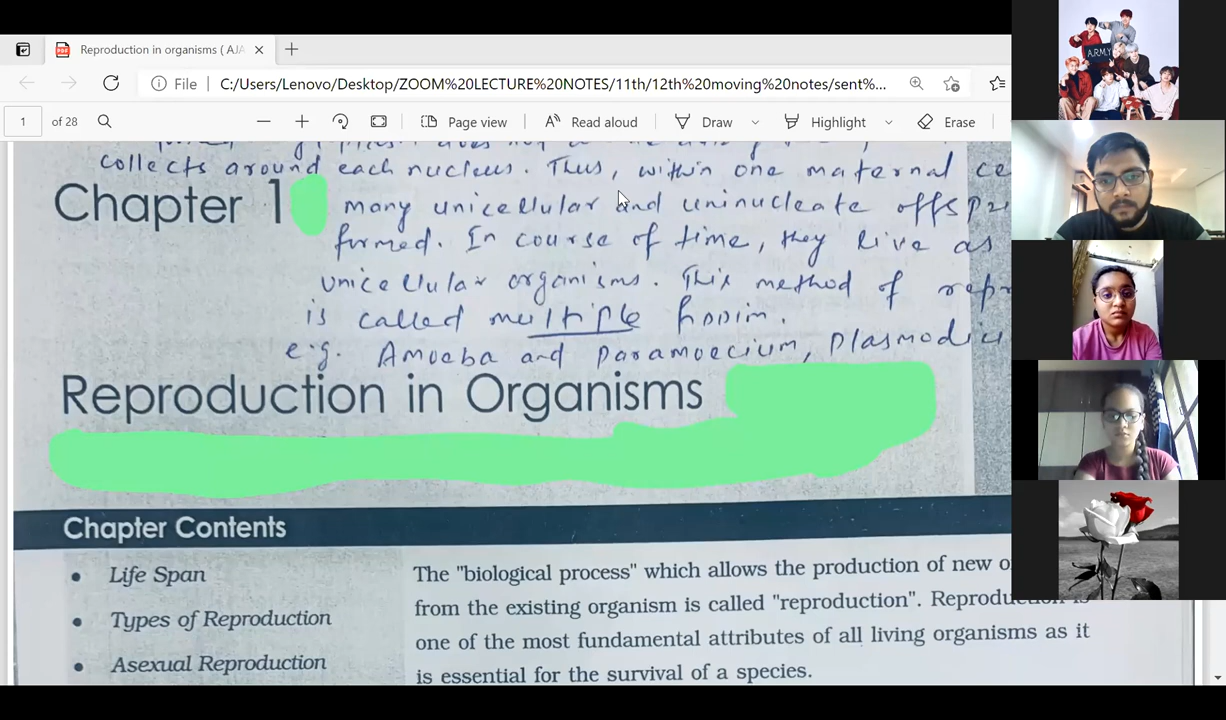 Reproduction in organisms ( AJA
File C:/Users/Lenovo/Desktop/ZOOM%20LECTURE%20NOTES/11th/12th%20moving%20notes/sent%...
1 of 28 Page view Read aloud Draw Highlight Erase
collects around each nucleus. Thus, within one maternal ce
Chapter 1
many unicellular and uninucleate offspri
formed. In course of time, they live as
unicellular organisms. This method of repr
is called multiple
e.g. Amoeba and Paramoecium, Plasmodiu
Reproduction in Organisms
Chapter Contents
• Life Span
• Types of Reproduction
• Asexual Reproduction
The "biological process" which allows the production of new o
from the existing organism is called "reproduction". Reproduction is
one of the most fundamental attributes of all living organisms as it
is essential for the survival of a species.
A.R.M.Y